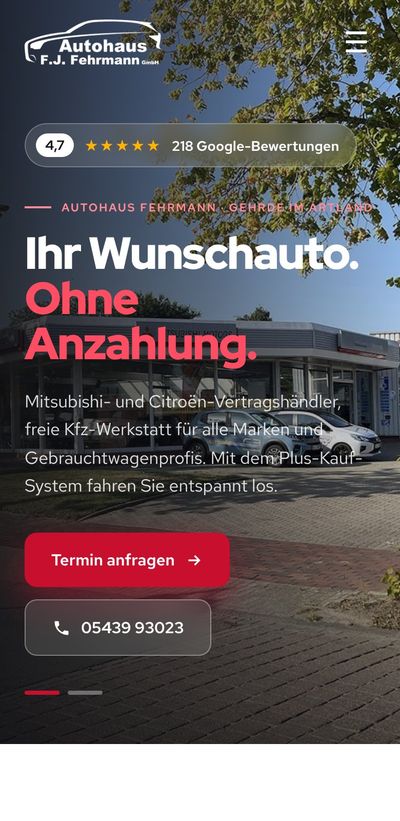 Autohaus
F.J. Fehrmann GmbH
4,7 ★★★★★ 218 Google-Bewertungen
AUTOHAUS FEHRMANN · GEHRDE IM ARTLAND
Ihr Wunschauto.
Ohne
Anzahlung.
Mitsubishi- und Citroën-Vertragshändler,
freie Kfz-Werkstatt für alle Marken und
Gebrauchtwagenprofis. Mit dem Plus-Kauf-
System fahren Sie entspannt los.
Termin anfragen →
05439 93023